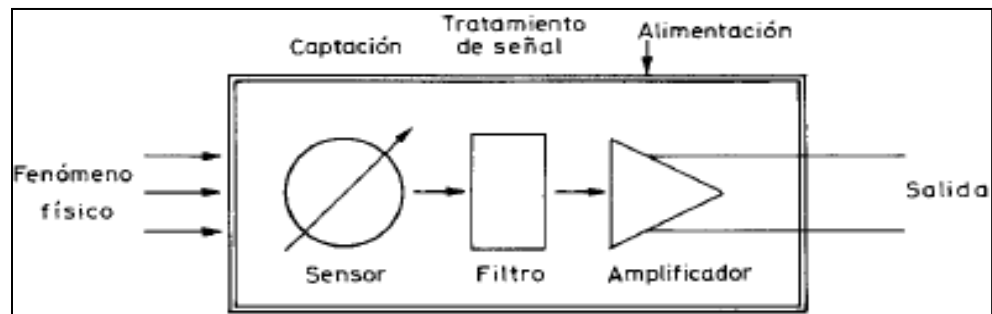 Captación
Tratamiento
de señal
Alimentación
Fenómeno
físico
Salida
Sensor
Filtro
Amplificador